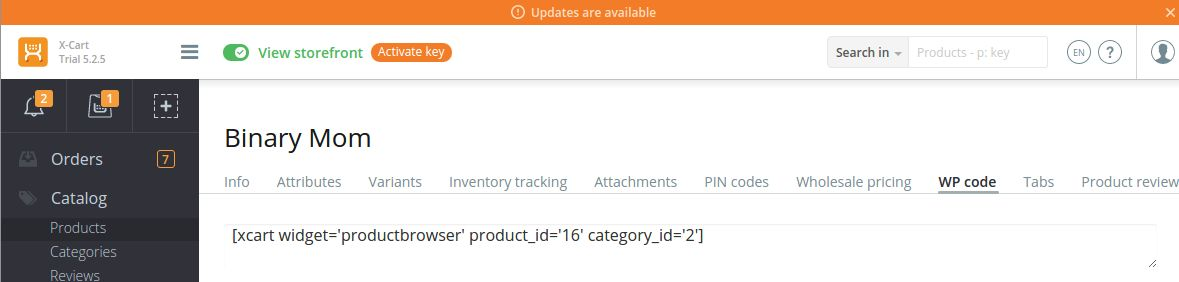 Updates are available
X-Cart
Trial 5.2.5
View storefront
Activate key
Search in
Products - p: key
EN
?
2
1
Orders
7
Catalog
Products
Categories
Reviews
Binary Mom
Info Attributes Variants Inventory tracking Attachments PIN codes Wholesale pricing WP code Tabs Product review
[xcart widget='productbrowser' product_id='16' category_id='2']